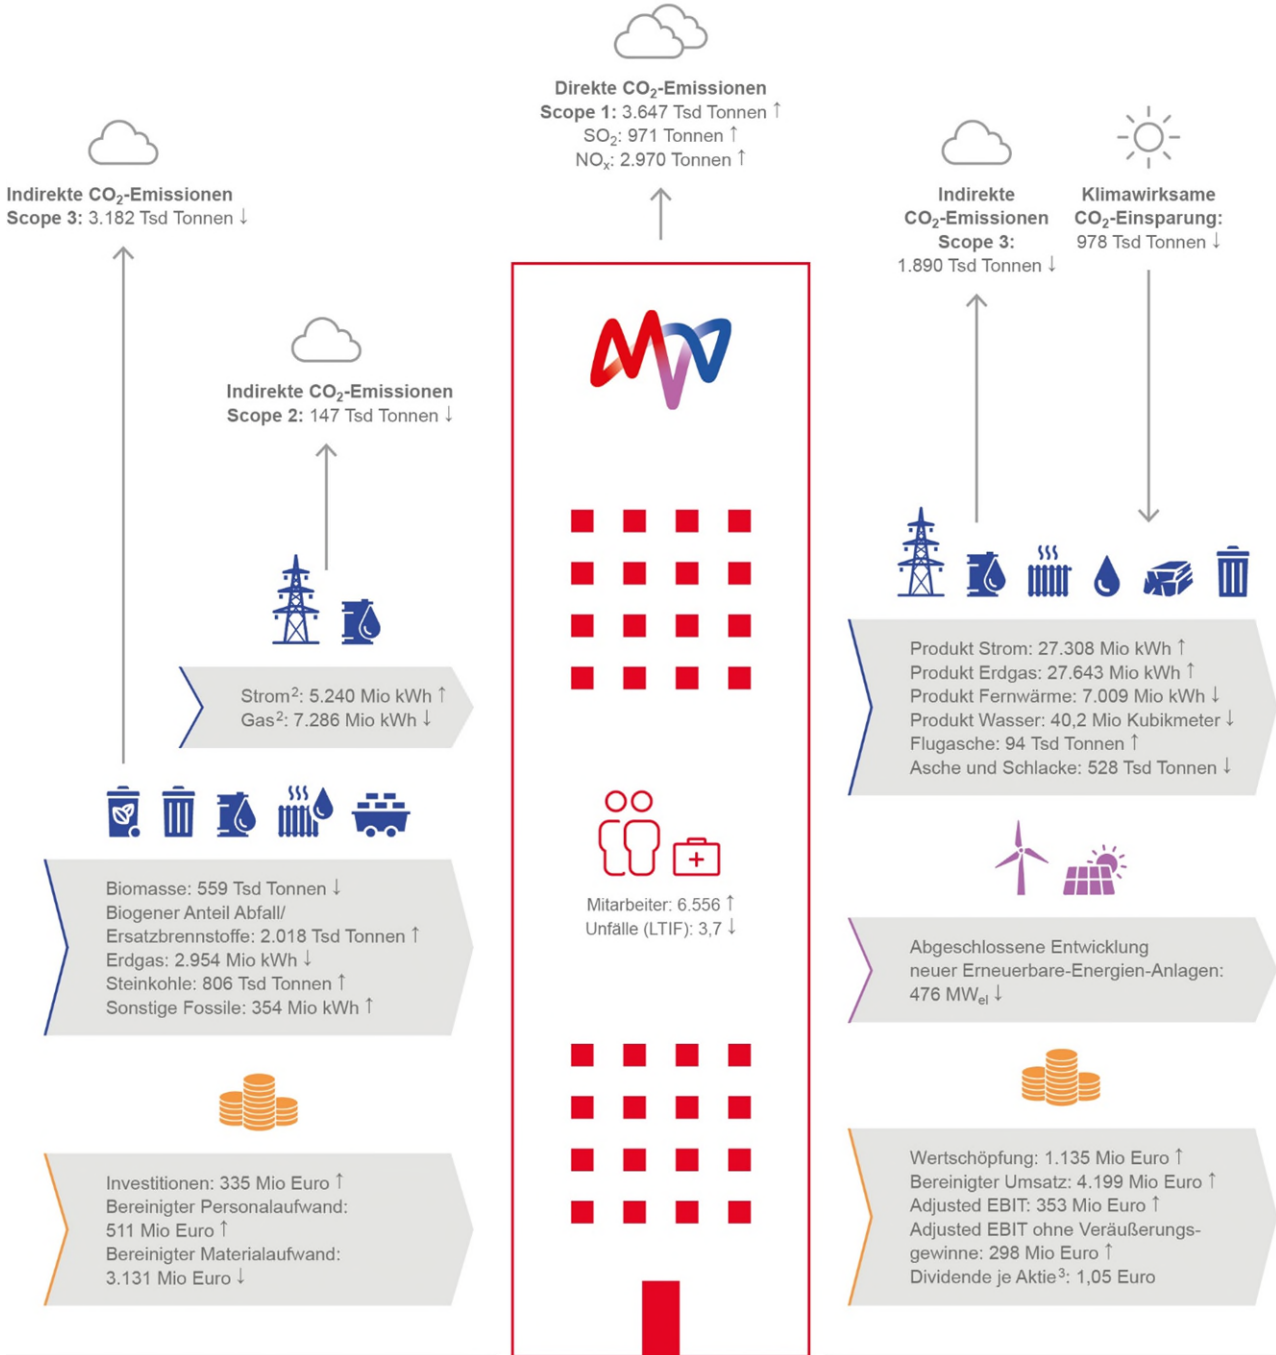 Direkte CO₂-Emissionen
Scope 1: 3.647 Tsd Tonnen ↑
SO₂: 971 Tonnen ↑
NOₓ: 2.970 Tonnen ↑
Indirekte CO₂-Emissionen
Scope 3: 3.182 Tsd Tonnen ↓
Indirekte CO₂-Emissionen
Scope 2: 147 Tsd Tonnen ↓
Indirekte
CO₂-Emissionen
Scope 3:
1.890 Tsd Tonnen ↓
Klimawirksame
CO₂-Einsparung:
978 Tsd Tonnen ↓
MVV
Strom²: 5.240 Mio kWh ↑
Gas²: 7.286 Mio kWh ↓
Biomasse: 559 Tsd Tonnen ↓
Biogener Anteil Abfall/
Ersatzbrennstoffe: 2.018 Tsd Tonnen ↑
Erdgas: 2.954 Mio kWh ↓
Steinkohle: 806 Tsd Tonnen ↑
Sonstige Fossile: 354 Mio kWh ↑
Investitionen: 335 Mio Euro ↑
Bereinigter Personalaufwand:
511 Mio Euro ↑
Bereinigter Materialaufwand:
3.131 Mio Euro ↓
Mitarbeiter: 6.556 ↑
Unfälle (LTIF): 3,7 ↓
Produkt Strom: 27.308 Mio kWh ↑
Produkt Erdgas: 27.643 Mio kWh ↑
Produkt Fernwärme: 7.009 Mio kWh ↓
Produkt Wasser: 40,2 Mio Kubikmeter ↓
Flugasche: 94 Tsd Tonnen ↑
Asche und Schlacke: 528 Tsd Tonnen ↓
Abgeschlossene Entwicklung
neuer Erneuerbare-Energien-Anlagen:
476 MWₑₗ ↓
Wertschöpfung: 1.135 Mio Euro ↑
Bereinigter Umsatz: 4.199 Mio Euro ↑
Adjusted EBIT: 353 Mio Euro ↑
Adjusted EBIT ohne Veräußerungs-
gewinne: 298 Mio Euro ↑
Dividende je Aktie³: 1,05 Euro